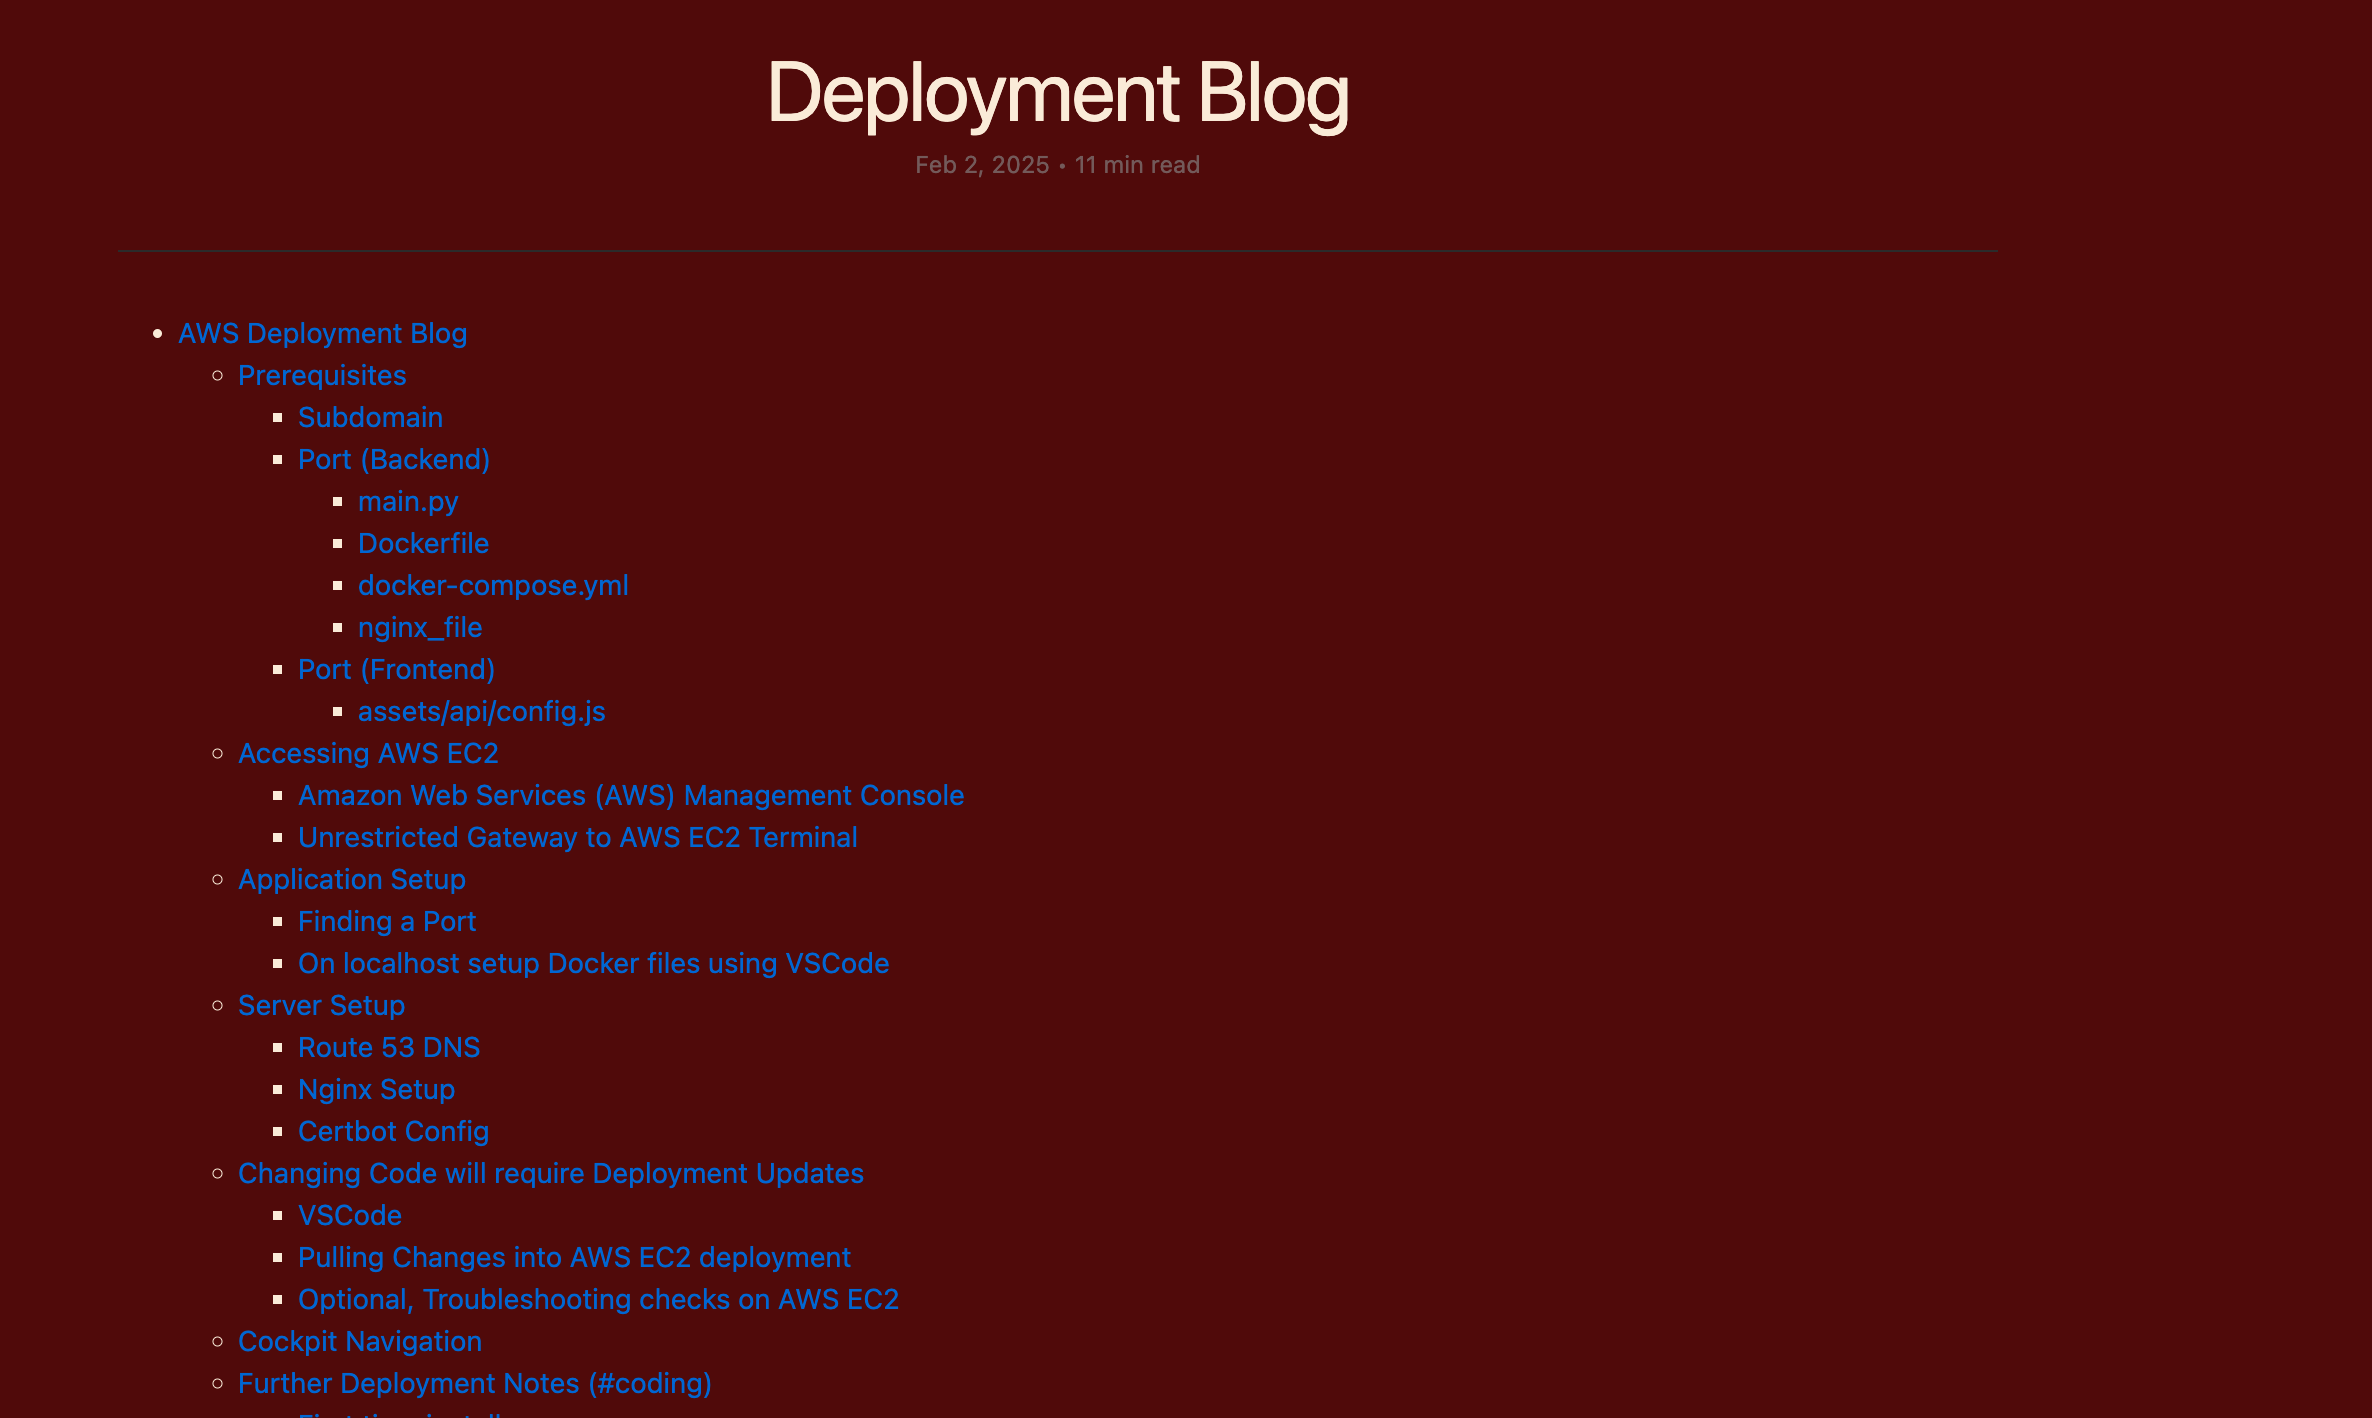 Deployment Blog
Feb 2, 2025 • 11 min read
AWS Deployment Blog
Prerequisites
Subdomain
Port (Backend)
main.py
Dockerfile
docker-compose.yml
nginx_file
Port (Frontend)
assets/api/config.js
Accessing AWS EC2
Amazon Web Services (AWS) Management Console
Unrestricted Gateway to AWS EC2 Terminal
Application Setup
Finding a Port
On localhost setup Docker files using VSCode
Server Setup
Route 53 DNS
Nginx Setup
Certbot Config
Changing Code will require Deployment Updates
VSCode
Pulling Changes into AWS EC2 deployment
Optional, Troubleshooting checks on AWS EC2
Cockpit Navigation
Further Deployment Notes (#coding)